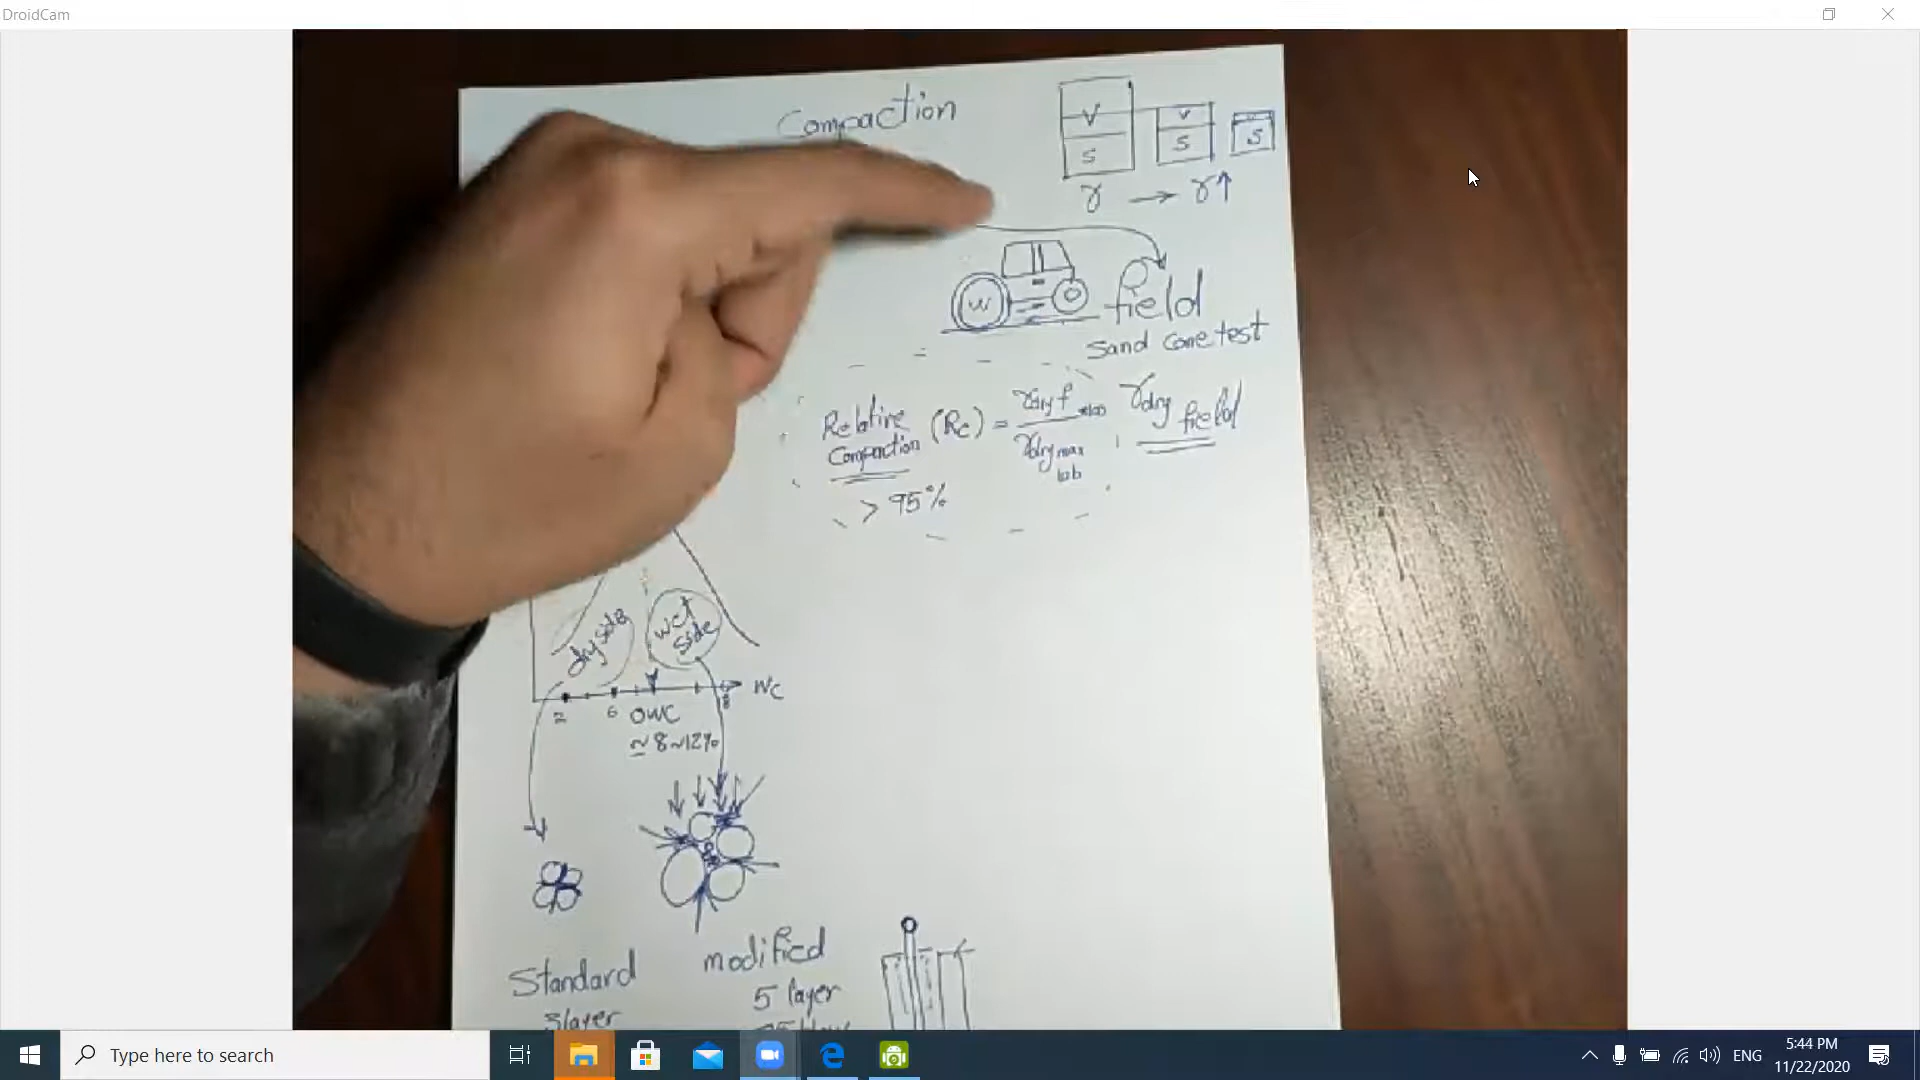 DroidCam
Compaction
V
S
V
S
S
γ → γ↑
W
field
Sand Cone test
Relative
Compaction
(Rc) =
γdry f
γdry max
lab
γdry field
> 95%
dry side
wet
side
WC
2
6
OWC
≈ 8~12%
Standard
3 layer
modified
5 layer
Type here to search
ENG
5:44 PM
11/22/2020